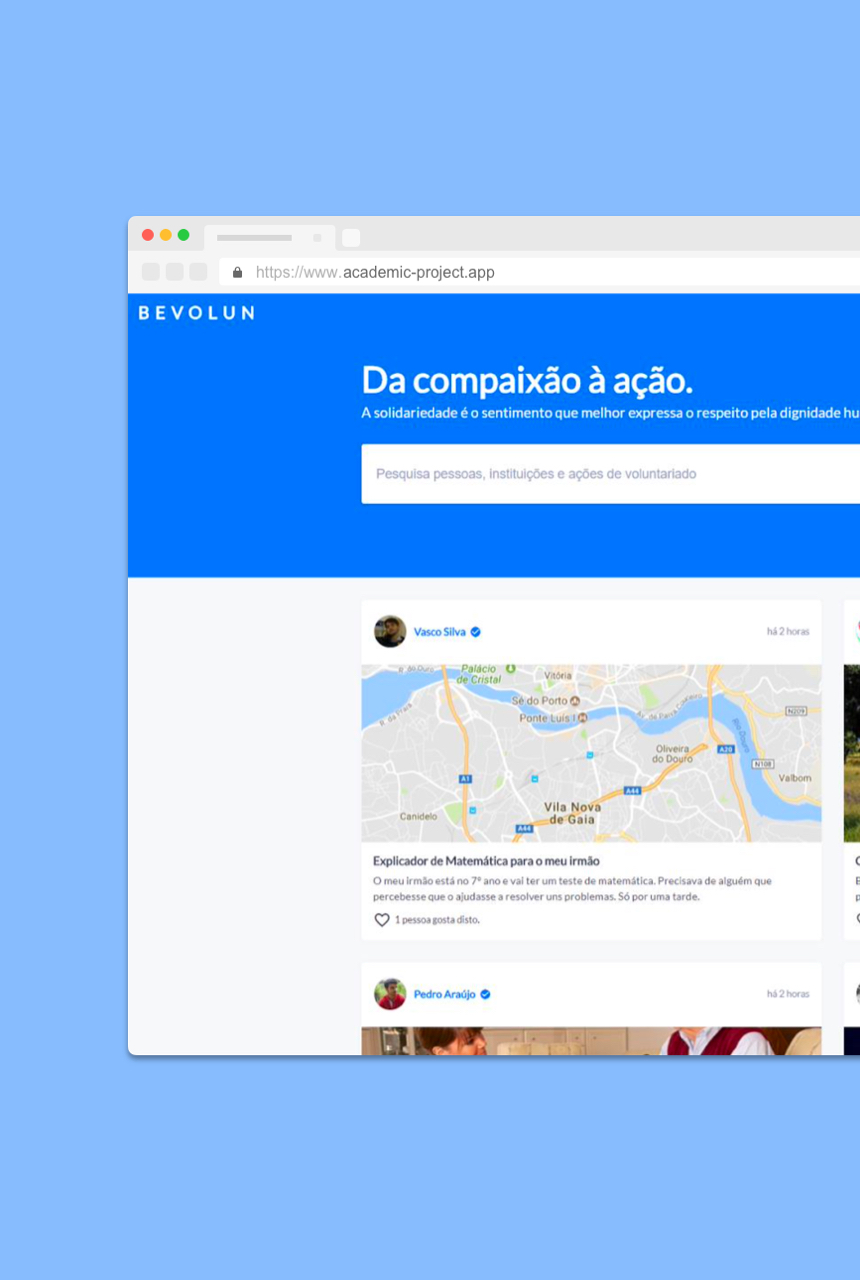 https://www.academic-project.app
BEVOLUN
Da compaixão à ação.
A solidariedade é o sentimento que melhor expressa o respeito pela dignidade hu
Pesquisa pessoas, instituições e ações de voluntariado
Vasco Silva
há 2 horas
Palácio
de Cristal
Vitória
Sé do Porto
Ponte Luís I
N209
R. da Praia
Oliveira
do Douro
A20
Rio Douro
N108
Valbom
A1
A44
Vila Nova
de Gaia
Canidelo
A44
Explicador de Matemática para o meu irmão
O meu irmão está no 7º ano e vai ter um teste de matemática. Precisava de alguém que
percebesse que o ajudasse a resolver uns problemas. Só por uma tarde.
1 pessoa gosta disto.
Pedro Araújo
há 2 horas